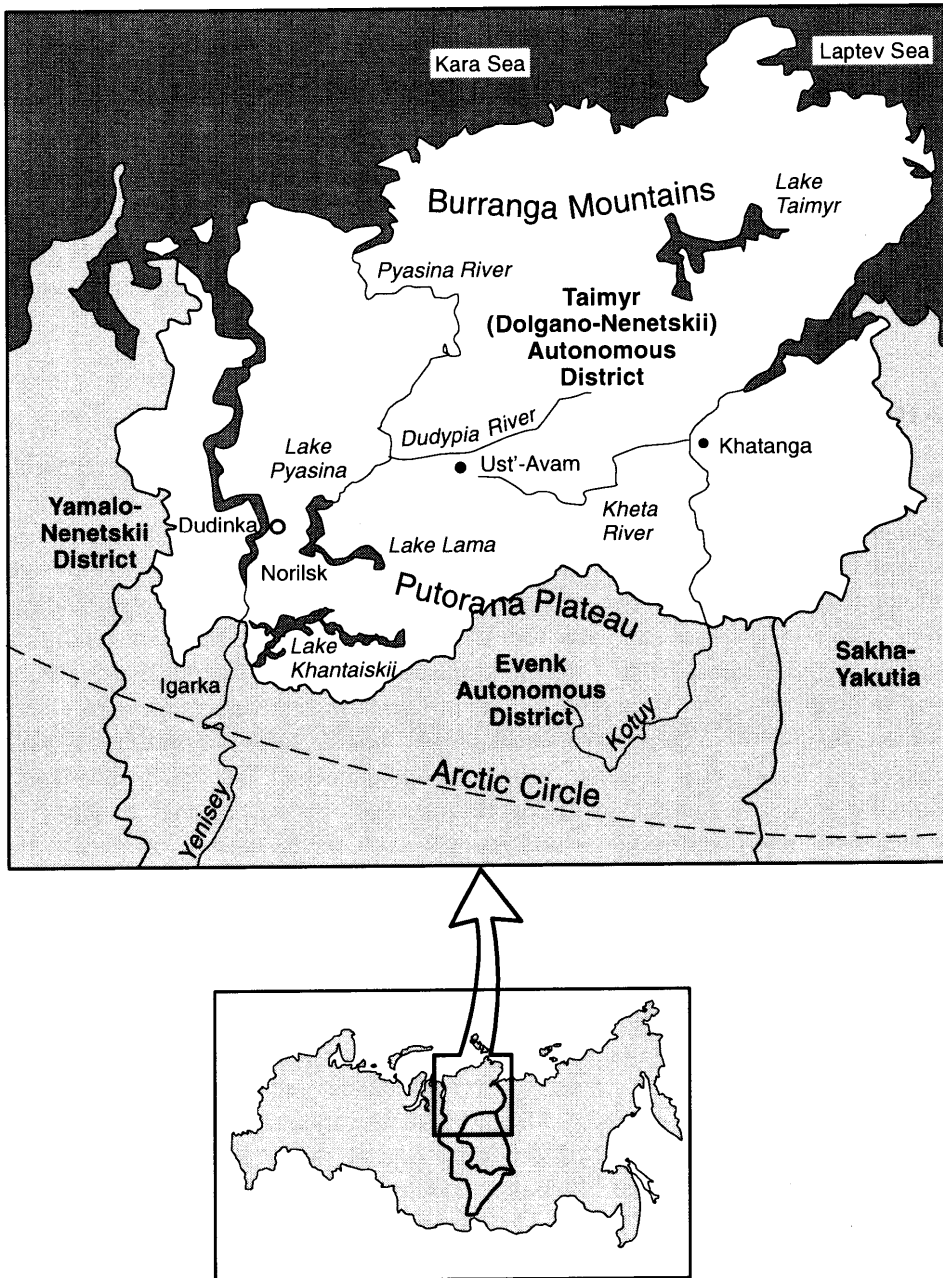 Kara Sea
Laptev Sea
Burranga Mountains
Lake
Taimyr
Pyasina River
Taimyr
(Dolgano-Nenetskii)
Autonomous
District
Dudypia River
Lake
Pyasina
Khatanga
Ust'-Avam
Yamalo-
Nenetskii
District
Dudinka
Kheta
River
Lake Lama
Norilsk
Putorana Plateau
Lake
Khantaiskii
Evenk
Autonomous
District
Sakha-
Yakutia
Igarka
Kotuy
Arctic Circle
Yenisey